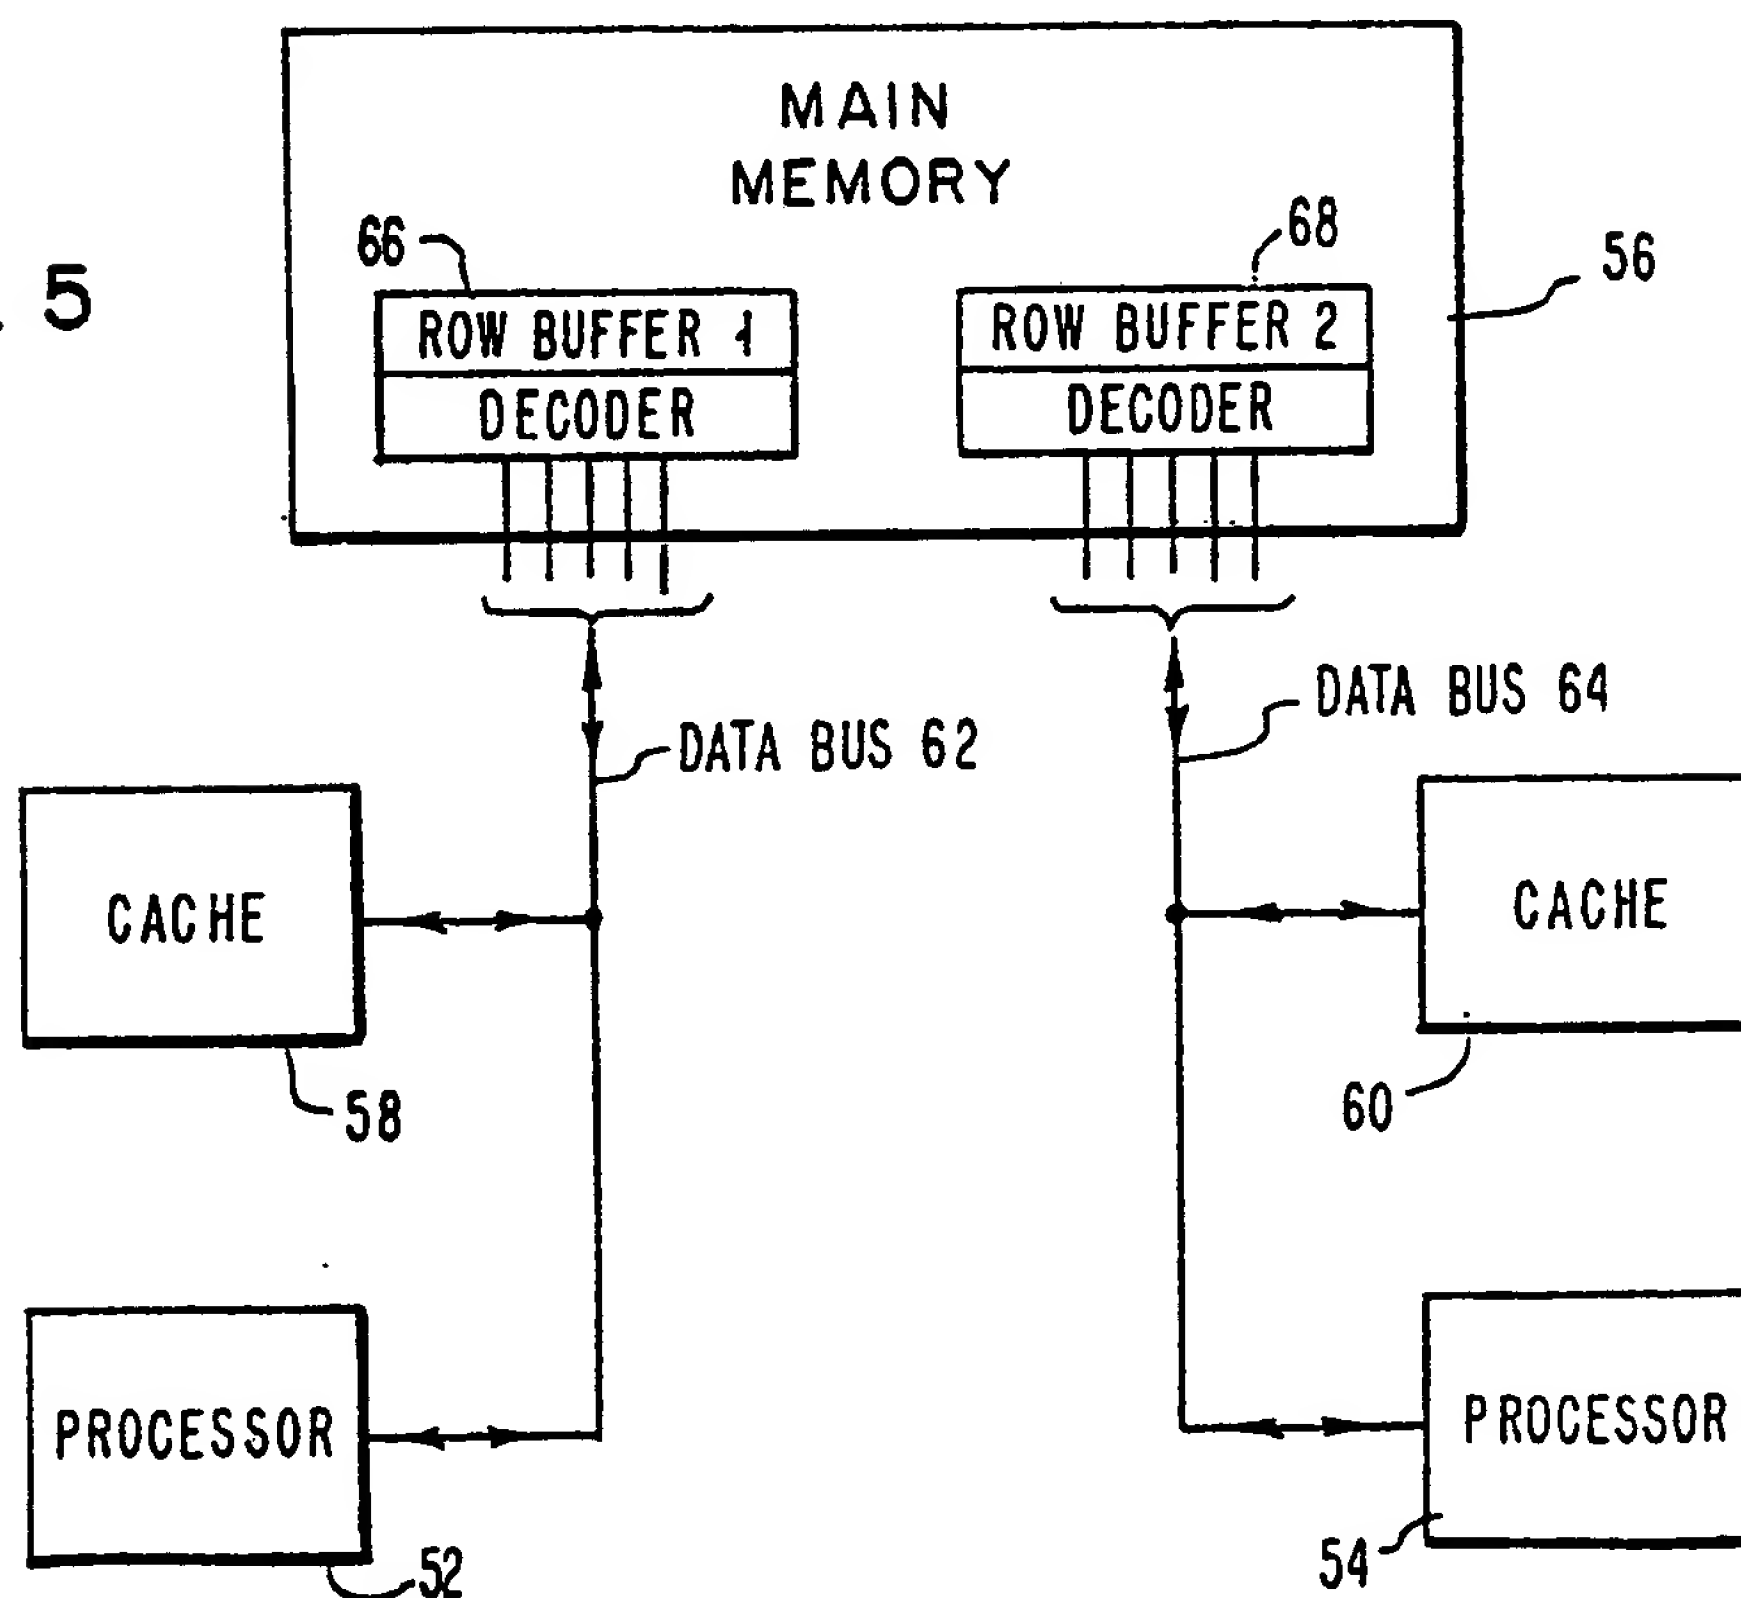 MAIN
MEMORY
66
68
56
. 5
ROW BUFFER 1
ROW BUFFER 2
DECODER
DECODER
DATA BUS 64
DATA BUS 62
CACHE
CACHE
58
60
PROCESSOR
PROCESSOR
52
54